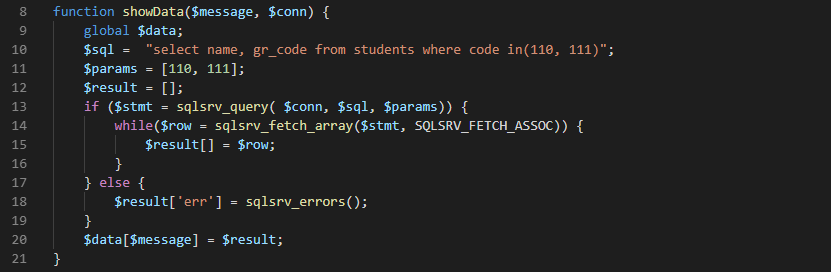 8 function showData($message, $conn) {
9     global $data;
10     $sql =  "select name, gr_code from students where code in(110, 111)";
11     $params = [110, 111];
12     $result = [];
13     if ($stmt = sqlsrv_query( $conn, $sql, $params)) {
14         while($row = sqlsrv_fetch_array($stmt, SQLSRV_FETCH_ASSOC)) {
15             $result[] = $row;
16         }
17     } else {
18         $result['err'] = sqlsrv_errors();
19     }
20     $data[$message] = $result;
21 }